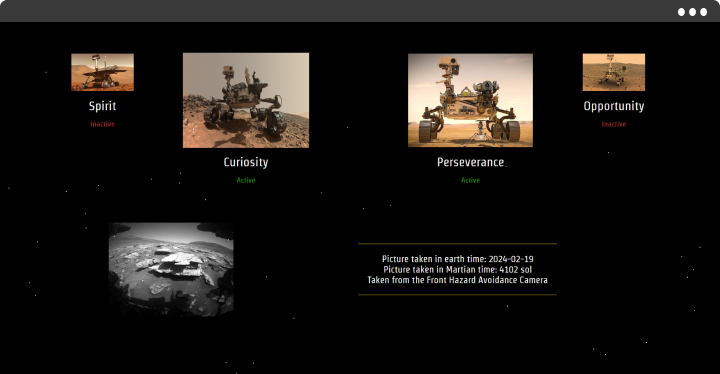 Spirit
Inactive
Curiosity
Active
Perseverance
Active
Opportunity
Inactive
Picture taken in earth time: 2024-02-19
Picture taken in Martian time: 4102 sol
Taken from the Front Hazard Avoidance Camera